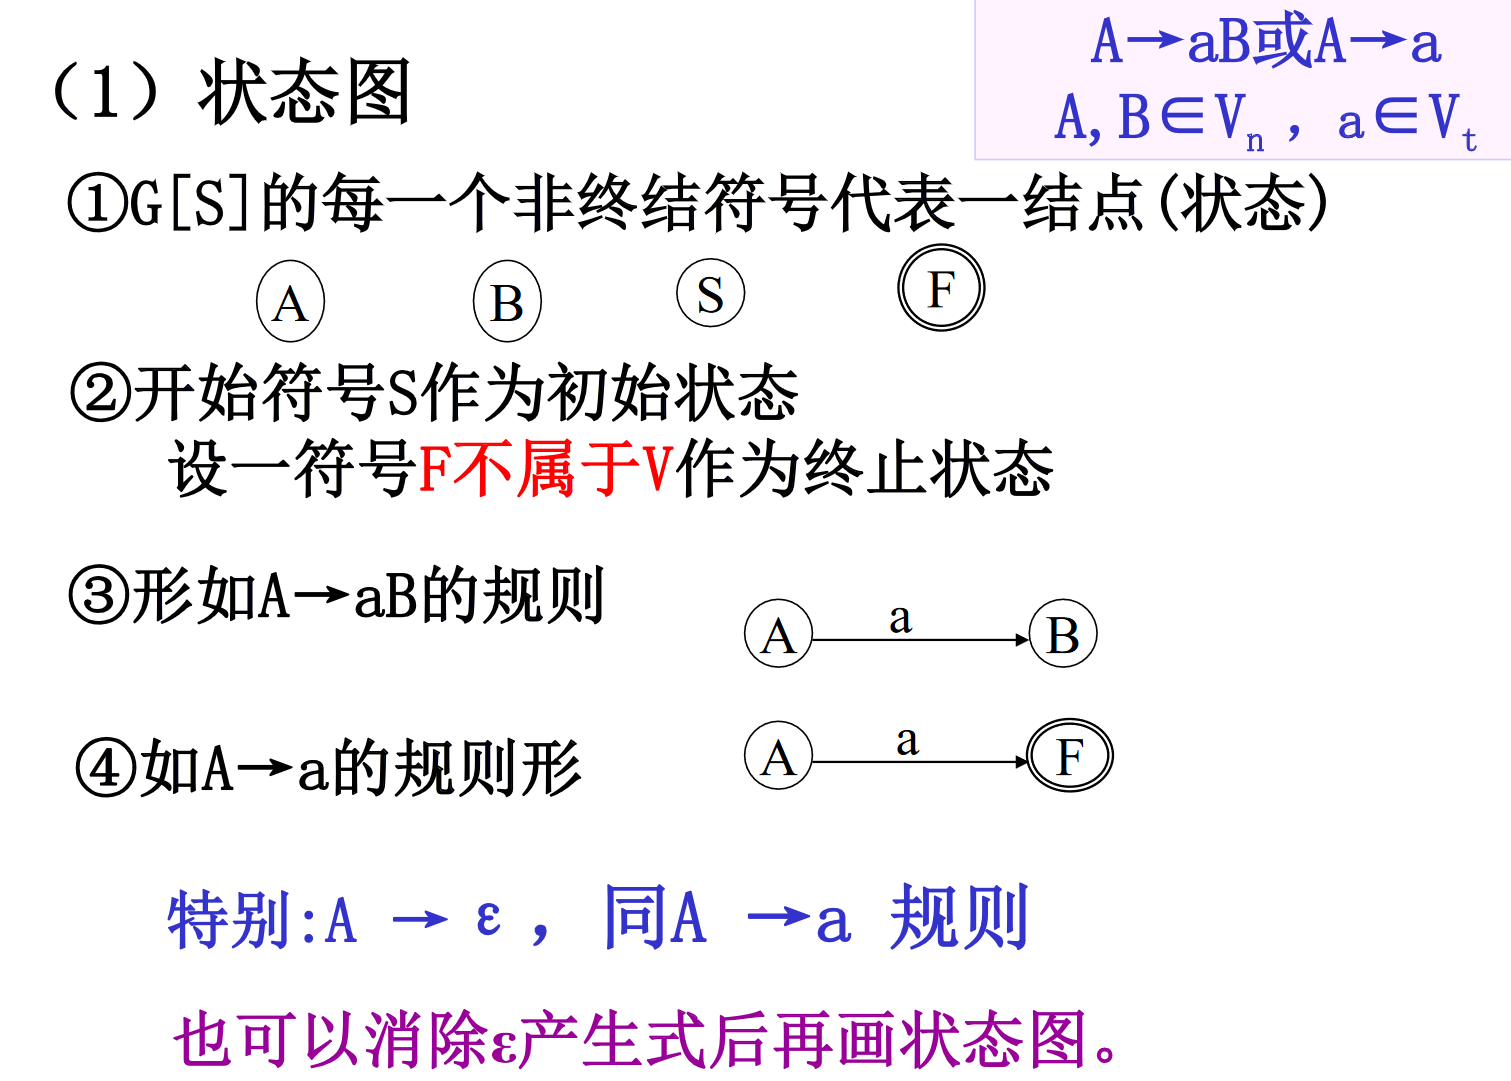 A→aB或A→a
A,B∈Vn，a∈Vt
（1）状态图
①G[S]的每一个非终结符号代表一结点(状态)
A B S F
②开始符号S作为初始状态
设一符号F不属于V作为终止状态
③形如A→aB的规则
A a B
④如A→a的规则形
A a F
特别:A →ε，同A →a 规则
也可以消除ε产生式后再画状态图。